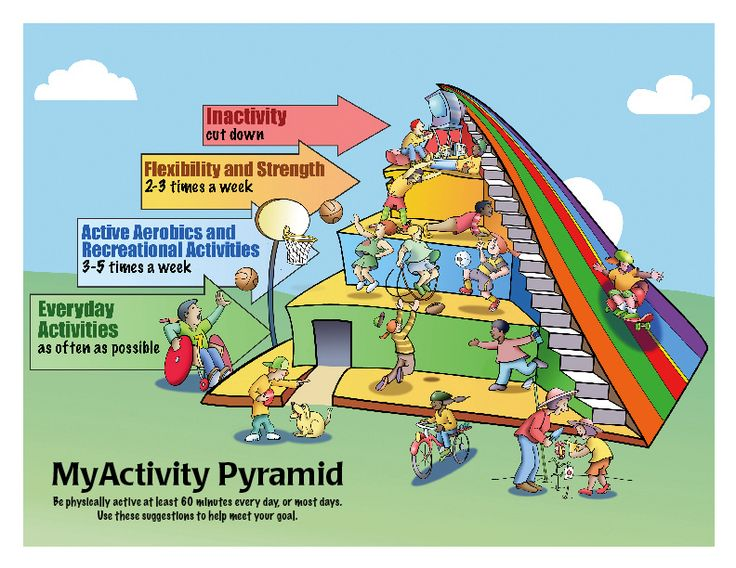 Inactivity
cut down
Flexibility and Strength
2-3 times a week
Active Aerobics and
Recreational Activities
3-5 times a week
Everyday
Activities
as often as possible
MyActivity Pyramid
Be physically active at least 60 minutes every day, or most days.
Use these suggestions to help meet your goal.